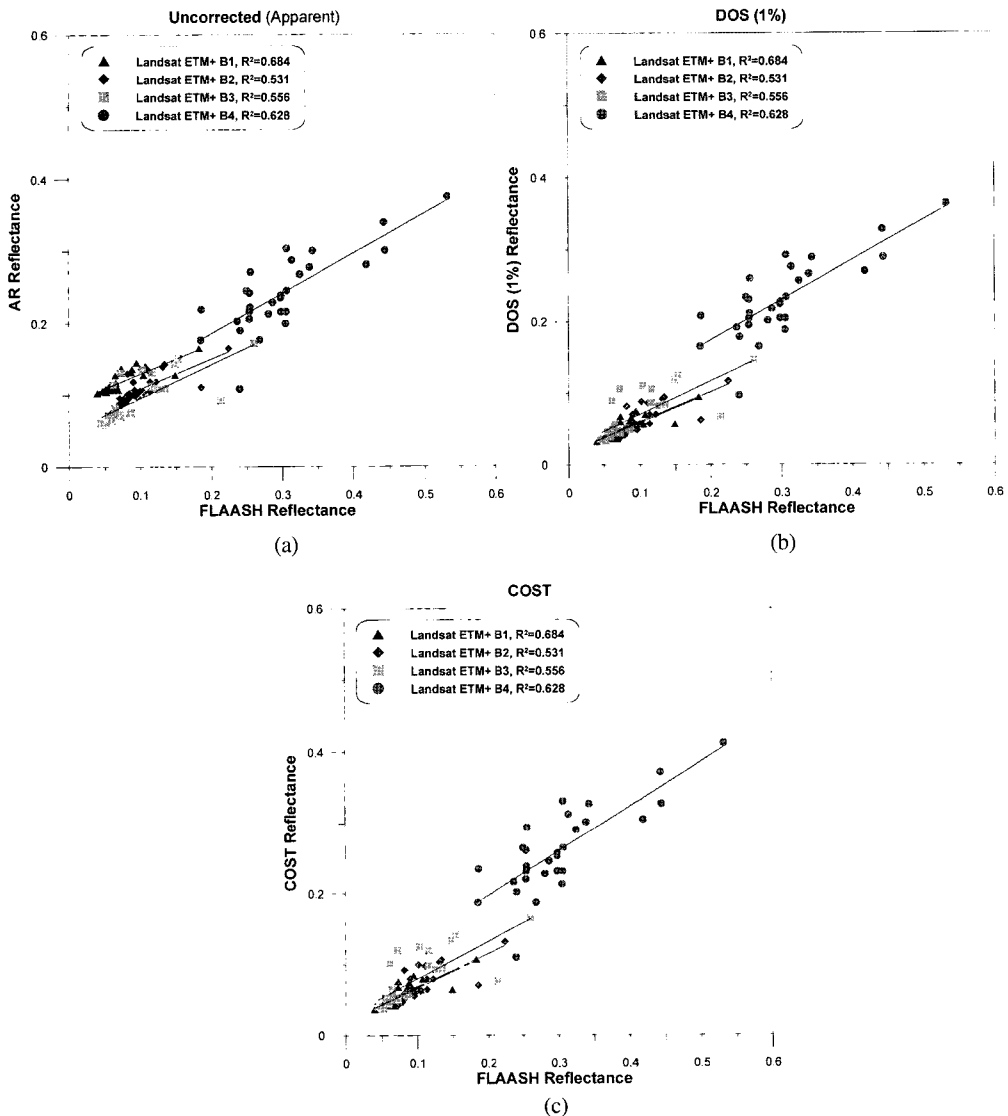 Uncorrected (Apparent)
0.6
Landsat ETM+ B1, R²=0.684
Landsat ETM+ B2, R²=0.531
Landsat ETM+ B3, R²=0.556
Landsat ETM+ B4, R²=0.628
0.4
AR Reflectance
0.2
0
0 0.1 0.2 0.3 0.4 0.5 0.6
FLAASH Reflectance
(a)
DOS (1%)
0.6
Landsat ETM+ B1, R²=0.684
Landsat ETM+ B2, R²=0.531
Landsat ETM+ B3, R²=0.556
Landsat ETM+ B4, R²=0.628
0.4
DOS (1%) Reflectance
0.2
0
0 0.1 0.2 0.3 0.4 0.5 0.6
FLAASH Reflectance
(b)
COST
0.6
Landsat ETM+ B1, R²=0.684
Landsat ETM+ B2, R²=0.531
Landsat ETM+ B3, R²=0.556
Landsat ETM+ B4, R²=0.628
0.4
COST Reflectance
0.2
0
0 0.1 0.2 0.3 0.4 0.5 0.6
FLAASH Reflectance
(c)